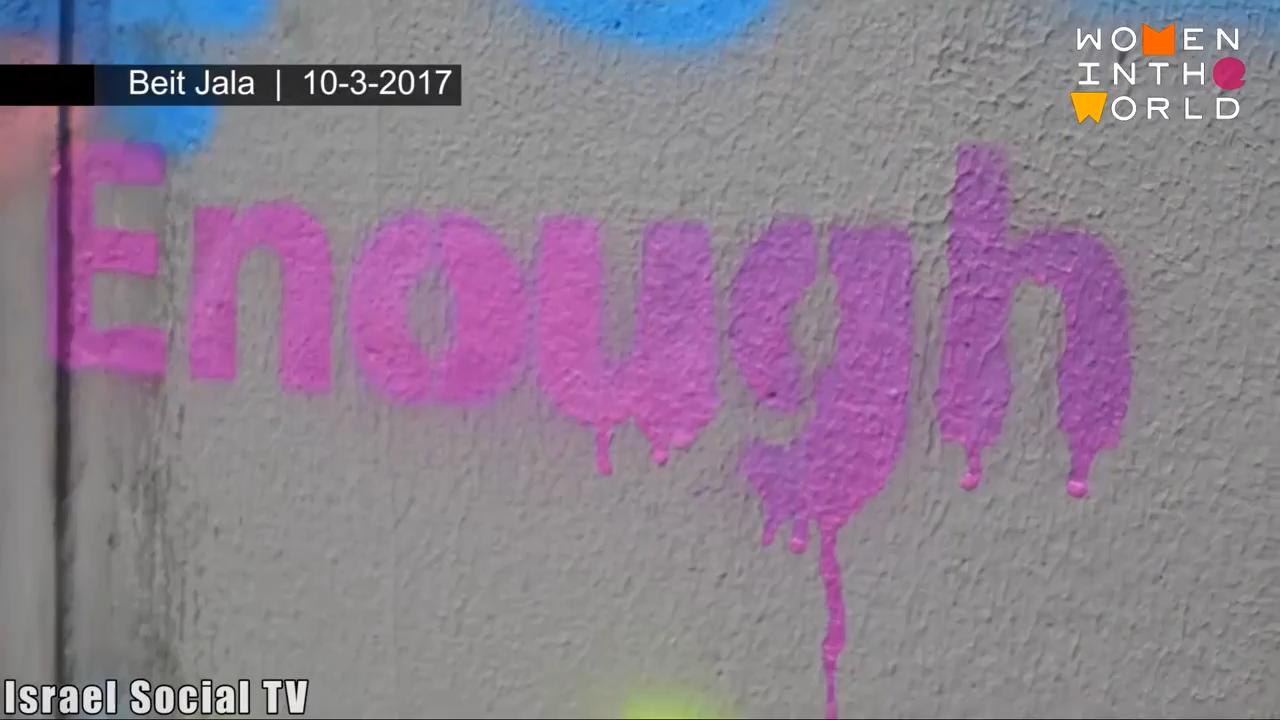 Beit Jala | 10-3-2017
WOMEN
IN THE
WORLD
Enough
Israel Social TV